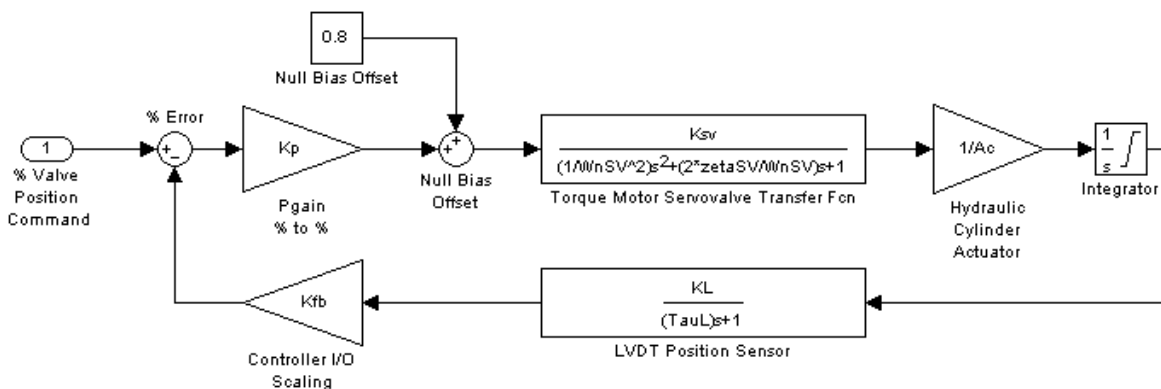 0.8
Null Bias Offset
% Error
1
% Valve
Position
Command
+
−
Kp
Pgain
% to %
+
+
Null Bias
Offset
Ksv
(1/WnSV^2)s²+(2*zetaSV/WnSV)s+1
Torque Motor Servovalve Transfer Fcn
1/Ac
Hydraulic
Cylinder
Actuator
1
s
Integrator
Kfb
Controller I/O
Scaling
KL
(TauL)s+1
LVDT Position Sensor